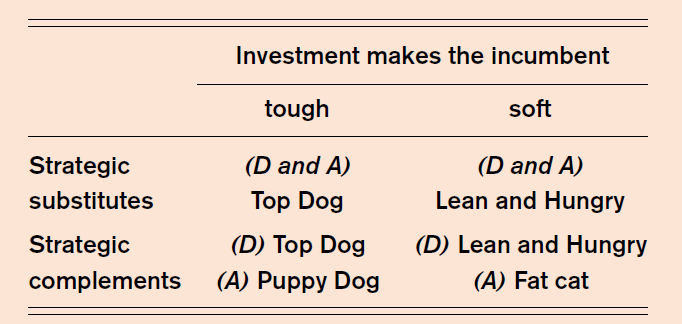 Investment makes the incumbent
tough soft
Strategic (D and A) (D and A)
substitutes Top Dog Lean and Hungry
Strategic (D) Top Dog (D) Lean and Hungry
complements (A) Puppy Dog (A) Fat cat